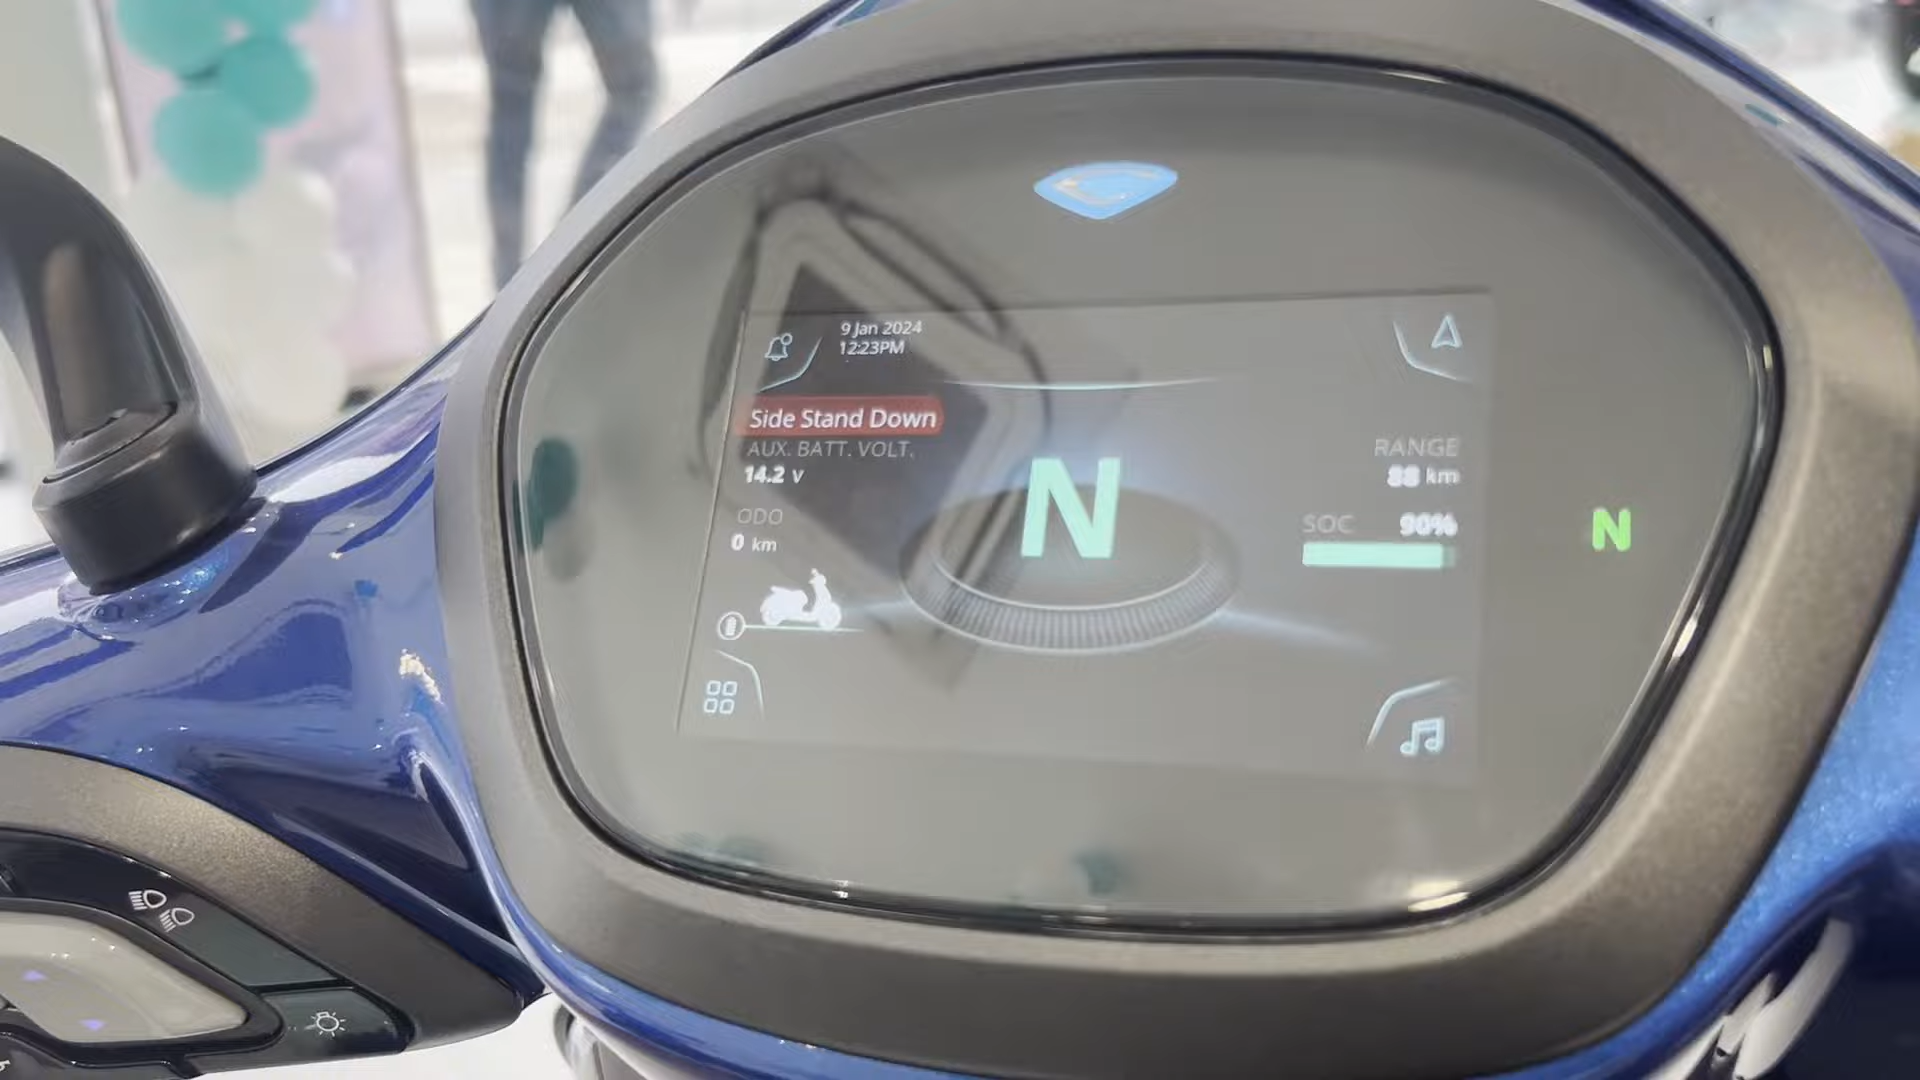 9 Jan 2024
12:23PM
Side Stand Down
AUX. BATT. VOLT.
14.2 V
ODO
0 km
N
RANGE
88 km
SOC 90%
N